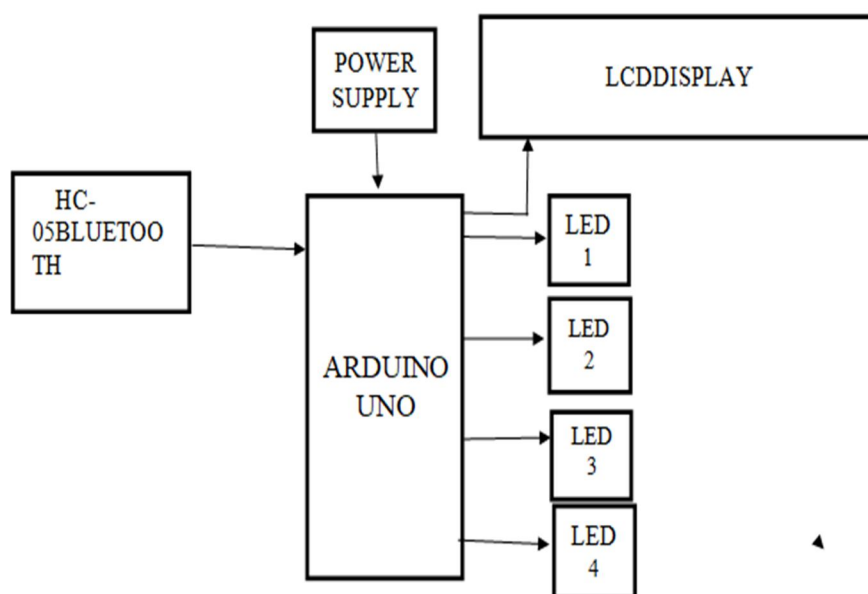 POWER
SUPPLY
LCDDISPLAY
HC-
05BLUETOO
TH
ARDUINO
UNO
LED
1
LED
2
LED
3
LED
4